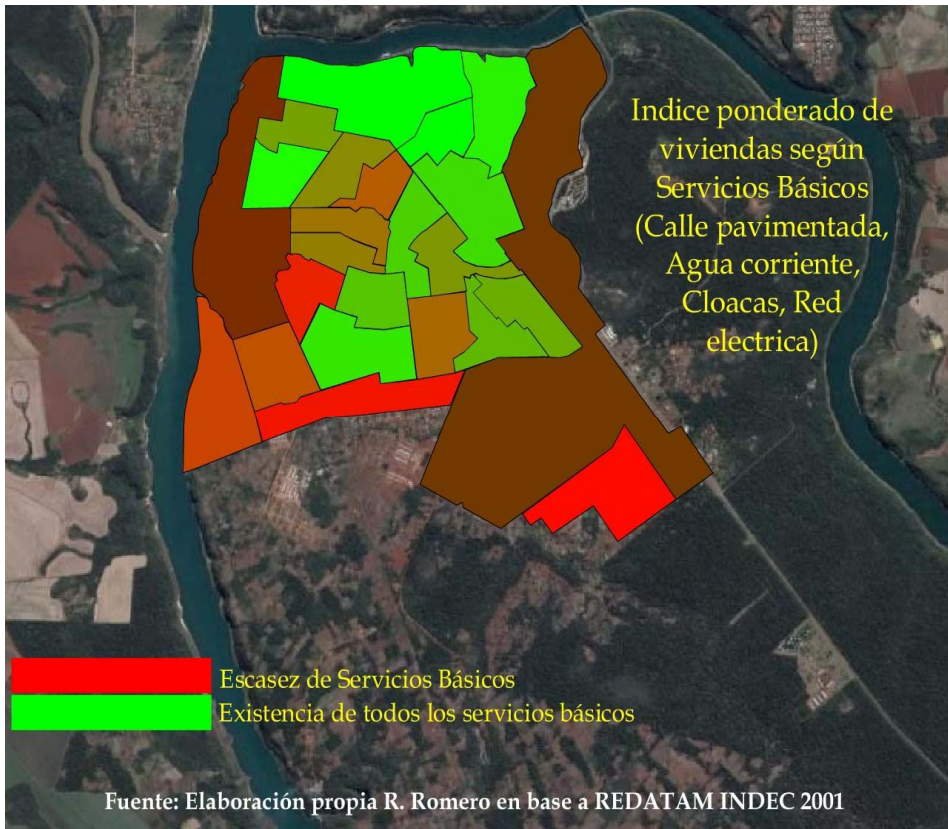 Indice ponderado de
viviendas según
Servicios Básicos
(Calle pavimentada,
Agua corriente,
Cloacas, Red
electrica)
Escasez de Servicios Básicos
Existencia de todos los servicios básicos
Fuente: Elaboración propia R. Romero en base a REDATAM INDEC 2001